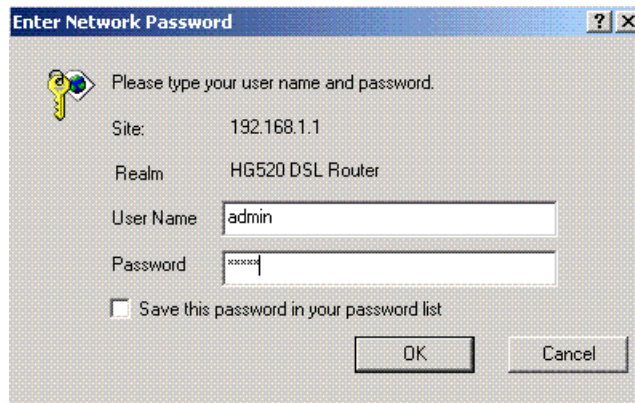 Enter Network Password
Please type your user name and password.
Site: 192.168.1.1
Realm HG520 DSL Router
User Name admin
Password *****
Save this password in your password list
OK Cancel